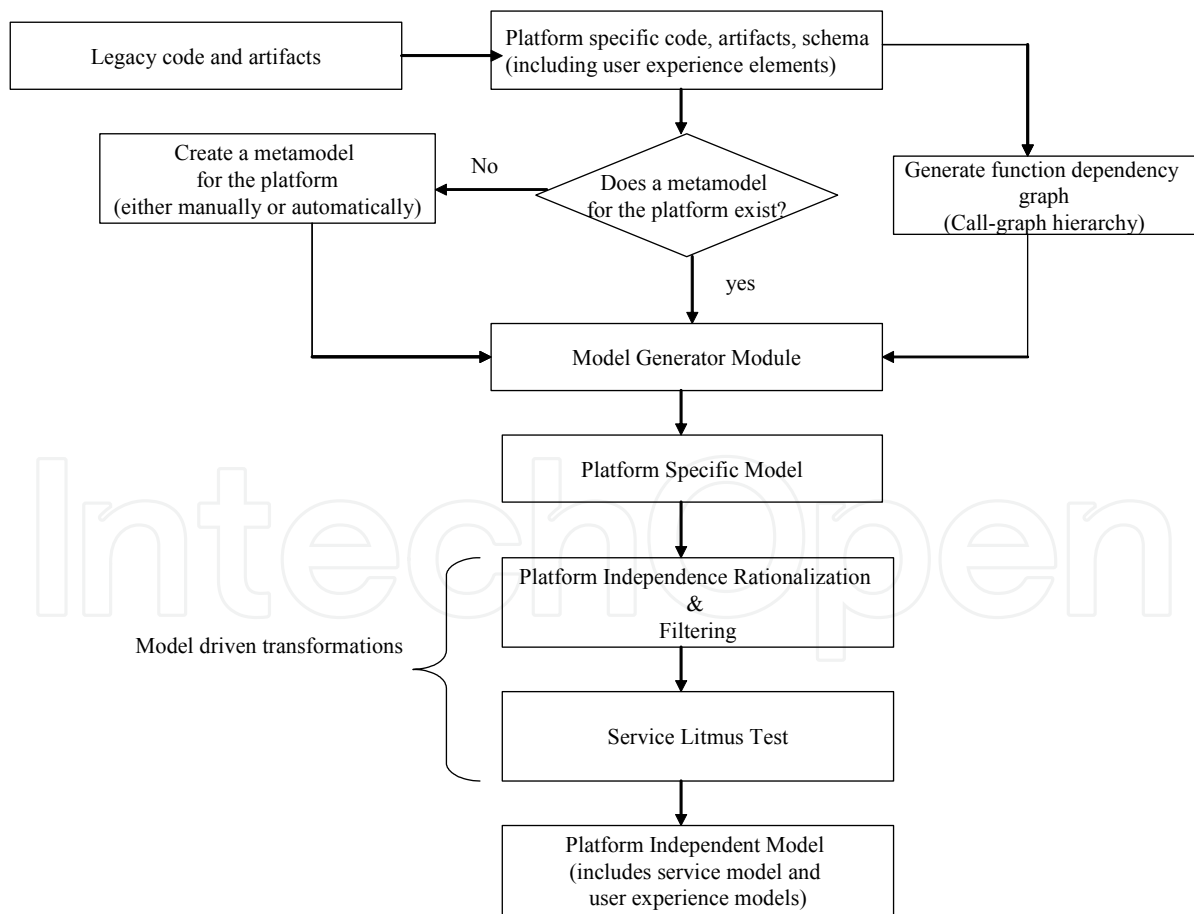 Legacy code and artifacts
Platform specific code, artifacts, schema
(including user experience elements)
Create a metamodel
for the platform
(either manually or automatically)
No
Does a metamodel
for the platform exist?
Generate function dependency
graph
(Call-graph hierarchy)
yes
Model Generator Module
Platform Specific Model
IntechOpen
Platform Independence Rationalization
&
Filtering
Model driven transformations
Service Litmus Test
Platform Independent Model
(includes service model and
user experience models)